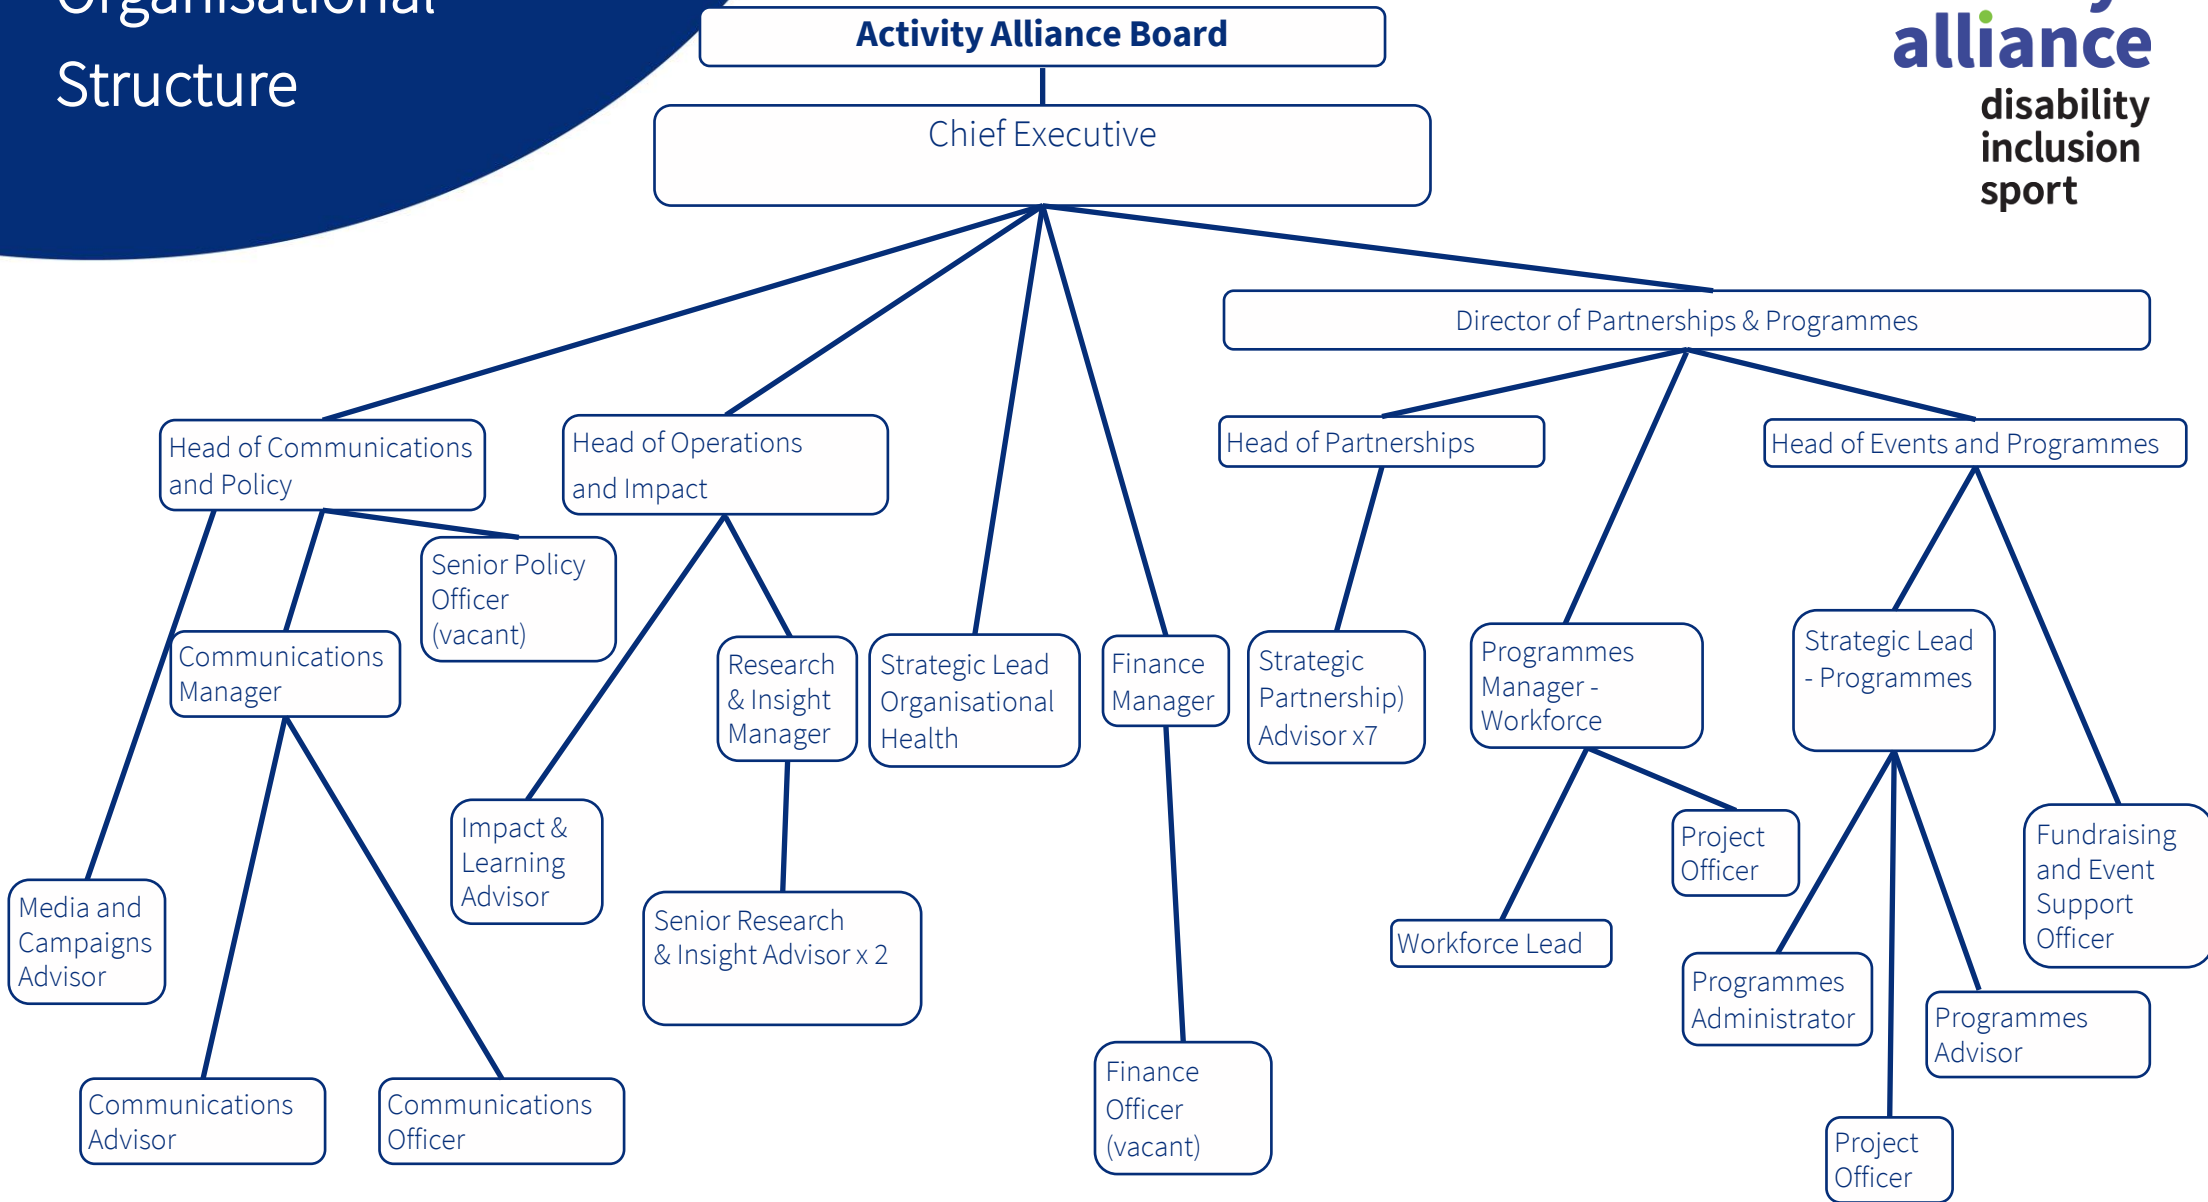 Organisational
Structure
alliance
disability
inclusion
sport
Activity Alliance Board
Chief Executive
Director of Partnerships & Programmes
Head of Communications
and Policy
Head of Operations
and Impact
Head of Partnerships
Head of Events and Programmes
Senior Policy
Officer
(vacant)
Communications
Manager
Research
& Insight
Manager
Strategic Lead
Organisational
Health
Finance
Manager
Strategic
Partnership)
Advisor x7
Programmes
Manager -
Workforce
Strategic Lead
- Programmes
Impact &
Learning
Advisor
Project
Officer
Fundraising
and Event
Support
Officer
Media and
Campaigns
Advisor
Senior Research
& Insight Advisor x 2
Workforce Lead
Programmes
Administrator
Programmes
Advisor
Communications
Advisor
Communications
Officer
Finance
Officer
(vacant)
Project
Officer